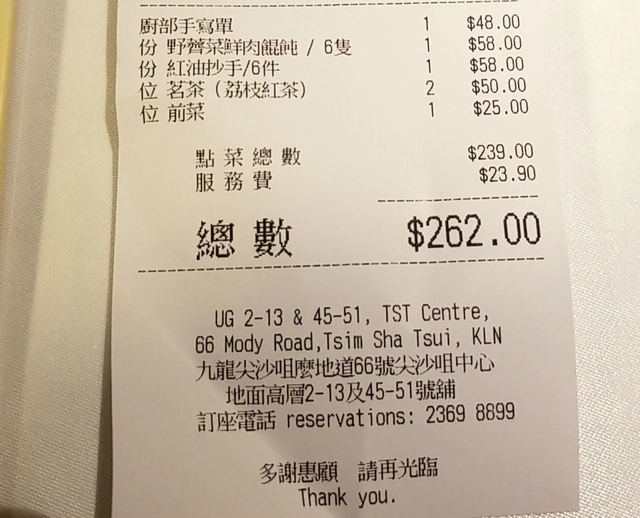 廚部手寫單 1 $48.00
份 野薺菜鮮肉餛飩 / 6隻 1 $58.00
份 紅油抄手/6件 1 $58.00
位 茗茶 (荔枝紅茶) 2 $50.00
位 前菜 1 $25.00
點 菜 總 數 $239.00
服 務 費 $23.90
總 數 $262.00
UG 2-13 & 45-51, TST Centre,
66 Mody Road,Tsim Sha Tsui, KLN
九龍尖沙咀麼地道66號尖沙咀中心
地面高層2-13及45-51號舖
訂座電話 reservations: 2369 8899
多謝惠顧 請再光臨
Thank you.